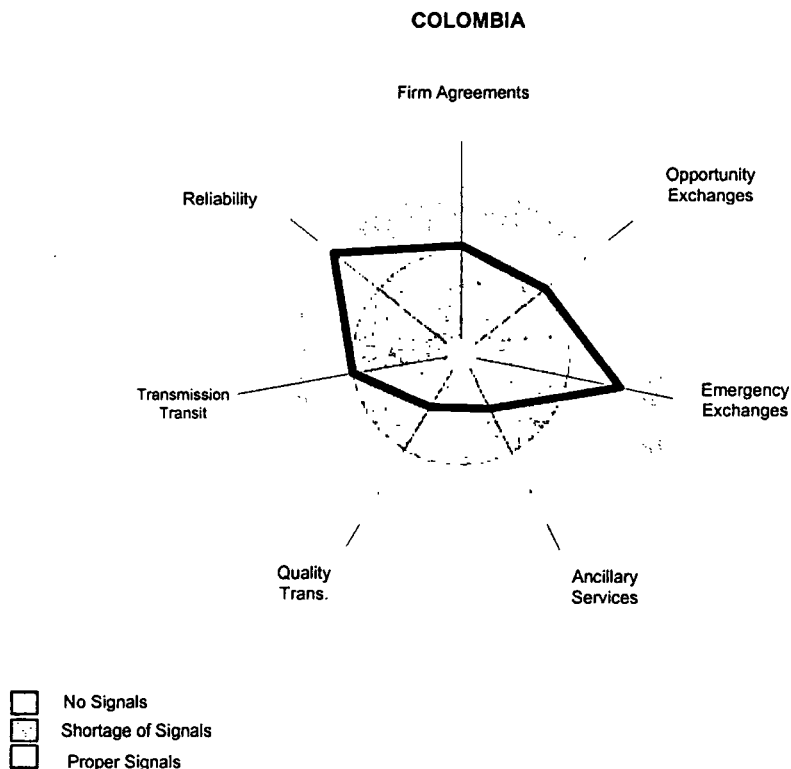 COLOMBIA
Firm Agreements
Opportunity
Exchanges
Reliability
Transmission
Transit
Emergency
Exchanges
Quality
Trans.
Ancillary
Services
No Signals
Shortage of Signals
Proper Signals